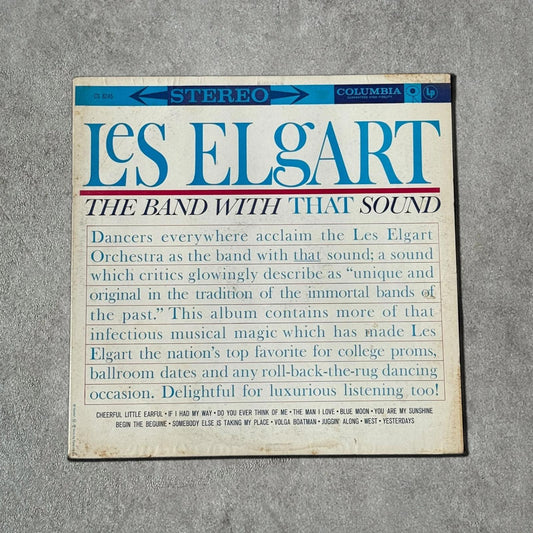 CS 8245 STEREO COLUMBIA
GUARANTEED HIGH FIDELITY
LeS ELgART
THE BAND WITH THAT SOUND
Dancers everywhere acclaim the Les Elgart
Orchestra as the band with that sound; a sound
which critics glowingly describe as “unique and
original in the tradition of the immortal bands of
the past.” This album contains more of that
infectious musical magic which has made Les
Elgart the nation's top favorite for college proms,
ballroom dates and any roll-back-the-rug dancing
occasion. Delightful for luxurious listening too!
CHEERFUL LITTLE EARFUL • IF I HAD MY WAY • DO YOU EVER THINK OF ME • THE MAN I LOVE • BLUE MOON • YOU ARE MY SUNSHINE
BEGIN THE BEGUINE • SOMEBODY ELSE IS TAKING MY PLACE • VOLGA BOATMAN • JUGGIN' ALONG • WEST • YESTERDAYS